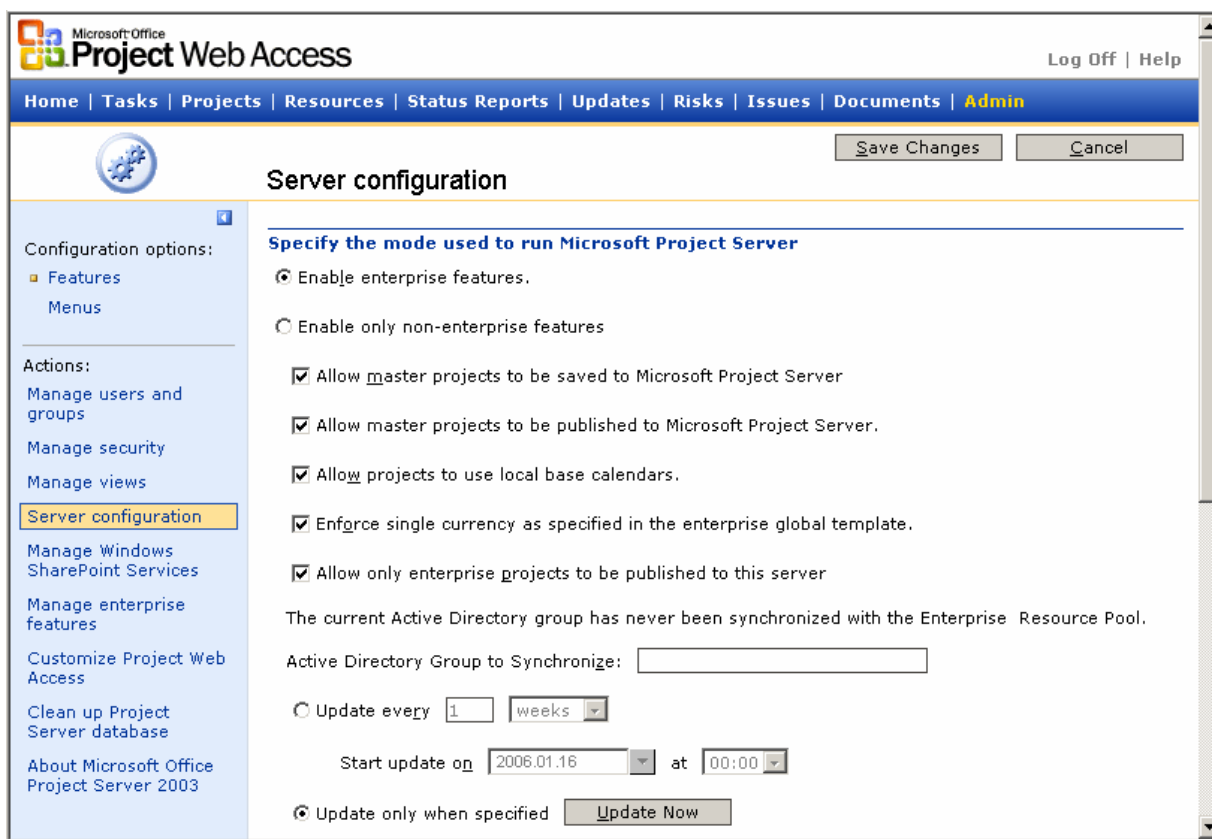 Microsoft Office
Project Web Access
Log Off | Help
Home | Tasks | Projects | Resources | Status Reports | Updates | Risks | Issues | Documents | Admin
Save Changes
Cancel
Server configuration
Configuration options:
Features
Menus
Actions:
Manage users and
groups
Manage security
Manage views
Server configuration
Manage Windows
SharePoint Services
Manage enterprise
features
Customize Project Web
Access
Clean up Project
Server database
About Microsoft Office
Project Server 2003
Specify the mode used to run Microsoft Project Server
Enable enterprise features.
Enable only non-enterprise features
Allow master projects to be saved to Microsoft Project Server
Allow master projects to be published to Microsoft Project Server.
Allow projects to use local base calendars.
Enforce single currency as specified in the enterprise global template.
Allow only enterprise projects to be published to this server
The current Active Directory group has never been synchronized with the Enterprise Resource Pool.
Active Directory Group to Synchronize:
Update every 1 weeks
Start update on 2006.01.16 at 00:00
Update only when specified Update Now